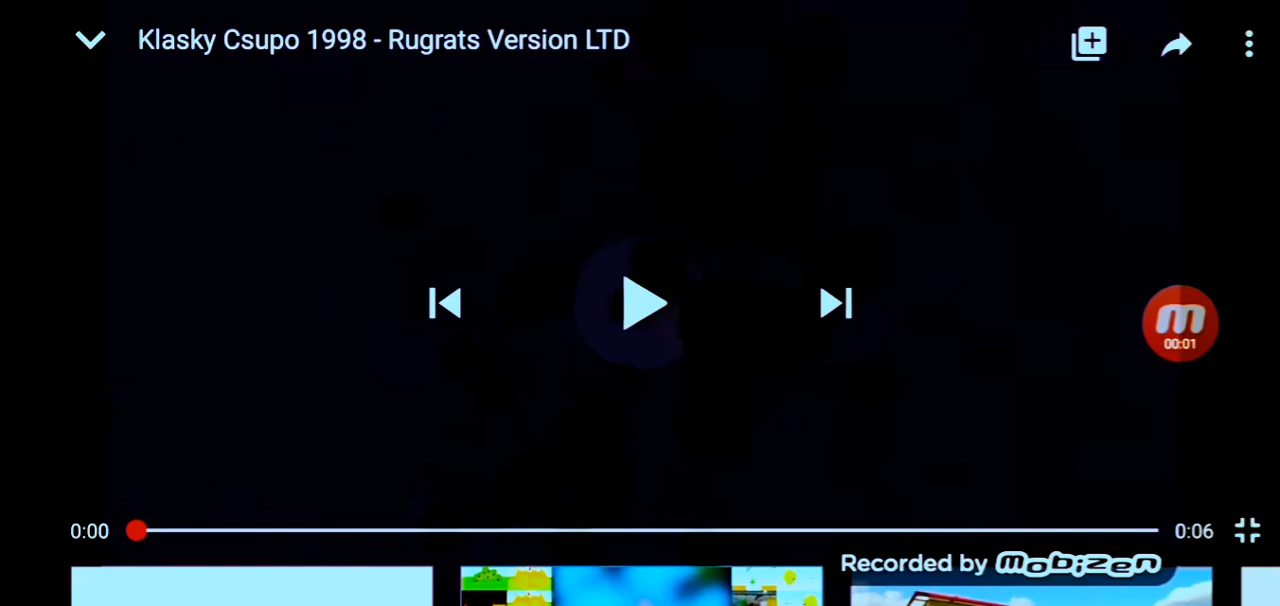 Klasky Csupo 1998 - Rugrats Version LTD
m
00:01
0:00
0:06
Recorded by mobizen